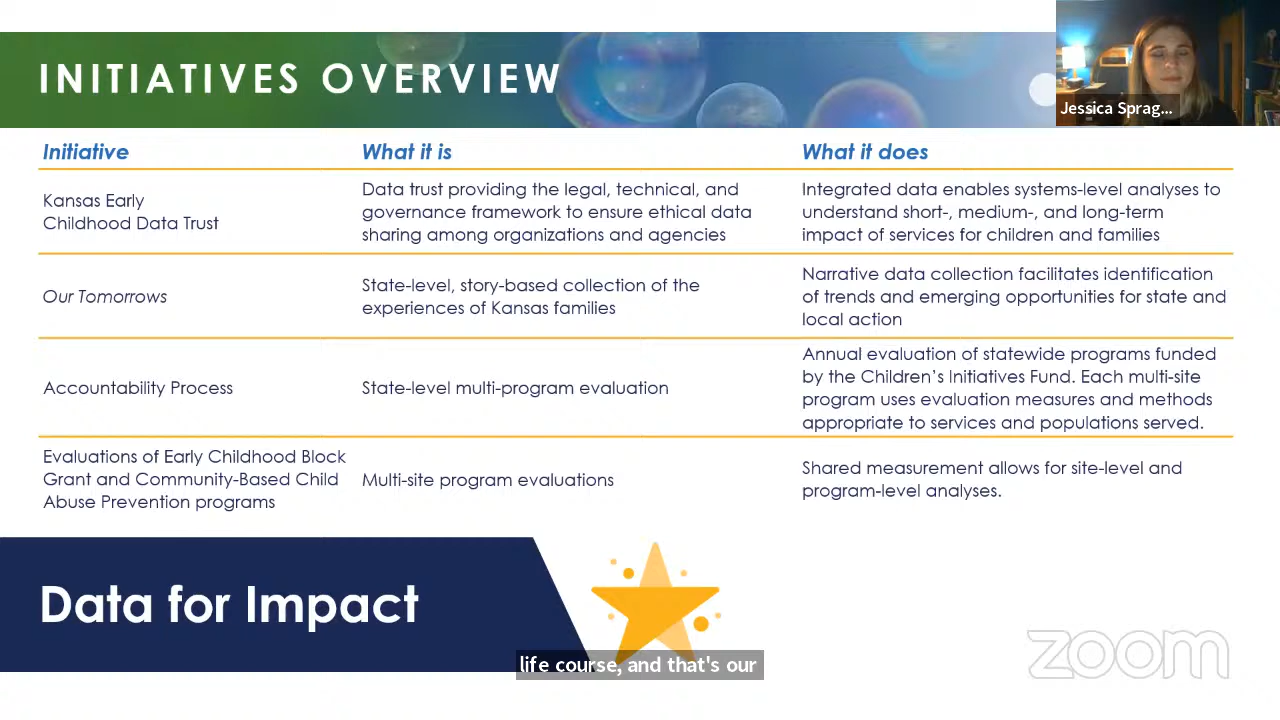 INITIATIVES OVERVIEW
Jessica Sprag...
Initiative
What it is
What it does
Kansas Early
Childhood Data Trust
Data trust providing the legal, technical, and
governance framework to ensure ethical data
sharing among organizations and agencies
Integrated data enables systems-level analyses to
understand short-, medium-, and long-term
impact of services for children and families
Our Tomorrows
State-level, story-based collection of the
experiences of Kansas families
Narrative data collection facilitates identification
of trends and emerging opportunities for state and
local action
Accountability Process
State-level multi-program evaluation
Annual evaluation of statewide programs funded
by the Children's Initiatives Fund. Each multi-site
program uses evaluation measures and methods
appropriate to services and populations served.
Evaluations of Early Childhood Block
Grant and Community-Based Child
Abuse Prevention programs
Multi-site program evaluations
Shared measurement allows for site-level and
program-level analyses.
Data for Impact
life course, and that's our
zoom